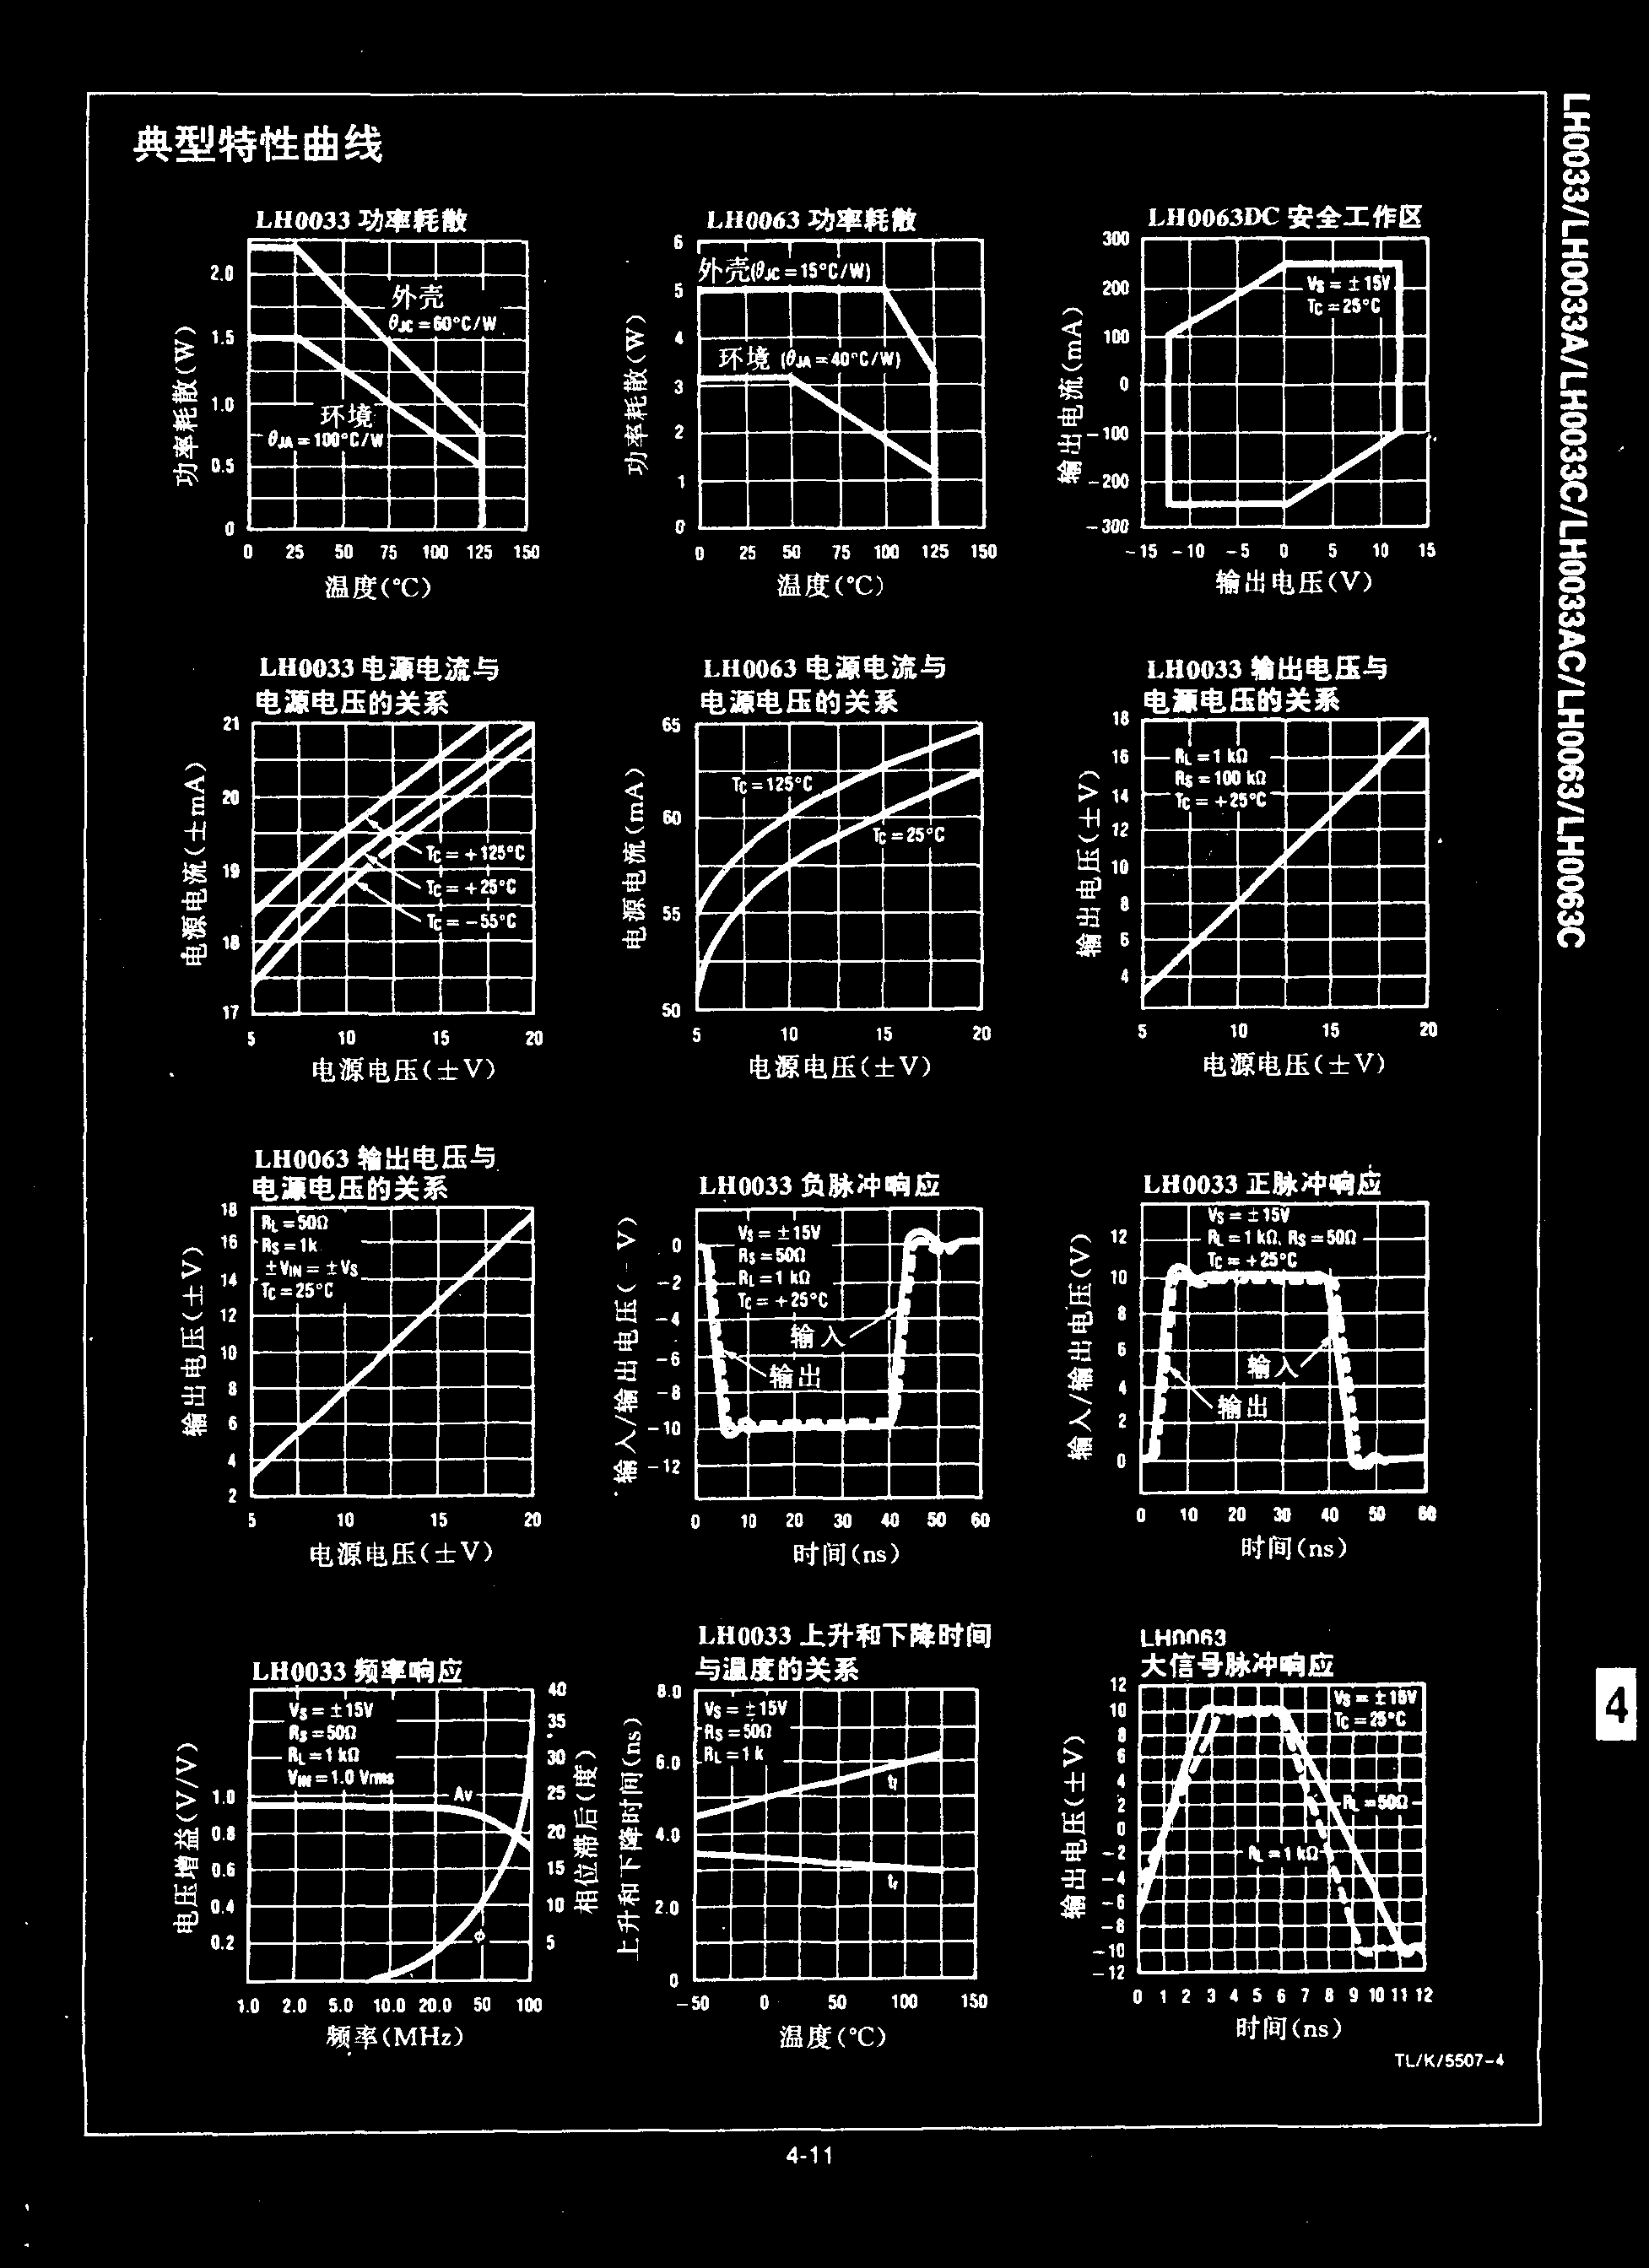 典型特性曲线
LH0033/LH0033A/LH0033C/LH0033AC/LH0063/LH0063C
LH0033 功率耗散
功率耗散(W)
2.0
1.5
1.0
0.5
0
外壳
θJC=60°C/W
环境
θJA=100°C/W
0 25 50 75 100 125 150
温度(°C)
LH0063 功率耗散
功率耗散(W)
6
5
4
3
2
1
0
外壳(θJC=15°C/W)
环境 (θJA=40°C/W)
0 25 50 75 100 125 150
温度(°C)
LH0063DC 安全工作区
输出电流(mA)
300
200
100
0
-100
-200
-300
VS=±15V
TC=25°C
-15 -10 -5 0 5 10 15
输出电压(V)
LH0033 电源电流与
电源电压的关系
电源电流(±mA)
21
20
19
18
17
TC=+125°C
TC=+25°C
TC=-55°C
5 10 15 20
电源电压(±V)
LH0063 电源电流与
电源电压的关系
电源电流(mA)
65
60
55
50
TC=125°C
TC=25°C
5 10 15 20
电源电压(±V)
LH0033 输出电压与
电源电压的关系
输出电压(±V)
18
16
14
12
10
8
6
4
RL=1 kΩ
RS=100 kΩ
TC=+25°C
5 10 15 20
电源电压(±V)
LH0063 输出电压与
电源电压的关系
输出电压(±V)
18
16
14
12
10
8
6
4
2
RL=50Ω
RS=1k
±VIN=±VS
TC=25°C
5 10 15 20
电源电压(±V)
LH0033 负脉冲响应
输入/输出电压(-V)
0
-2
-4
-6
-8
-10
-12
VS=±15V
RS=50Ω
RL=1 kΩ
TC=+25°C
输入
输出
0 10 20 30 40 50 60
时间(ns)
LH0033 正脉冲响应
输入/输出电压(V)
12
10
8
6
4
2
0
VS=±15V
RL=1 kΩ, RS=50Ω
TC=+25°C
输入
输出
0 10 20 30 40 50 60
时间(ns)
LH0033 频率响应
电压增益(V/V)
1.0
0.8
0.6
0.4
0.2
VS=±15V
RS=50Ω
RL=1 kΩ
VIN=1.0 Vrms
AV
ϕ
40
35
30
25
20
15
10
5
相位滞后(度)
1.0 2.0 5.0 10.0 20.0 50 100
频率(MHz)
LH0033 上升和下降时间
与温度的关系
上升和下降时间(ns)
8.0
6.0
4.0
2.0
0
VS=±15V
RS=50Ω
RL=1k
tf
tr
-50 0 50 100 150
温度(°C)
LH0063
大信号脉冲响应
输出电压(±V)
12
10
8
6
4
2
0
-2
-4
-6
-8
-10
-12
VS=±15V
TC=25°C
RL=50Ω
RL=1 kΩ
0 1 2 3 4 5 6 7 8 9 10 11 12
时间(ns)
TL/K/5507-4
4
4-11